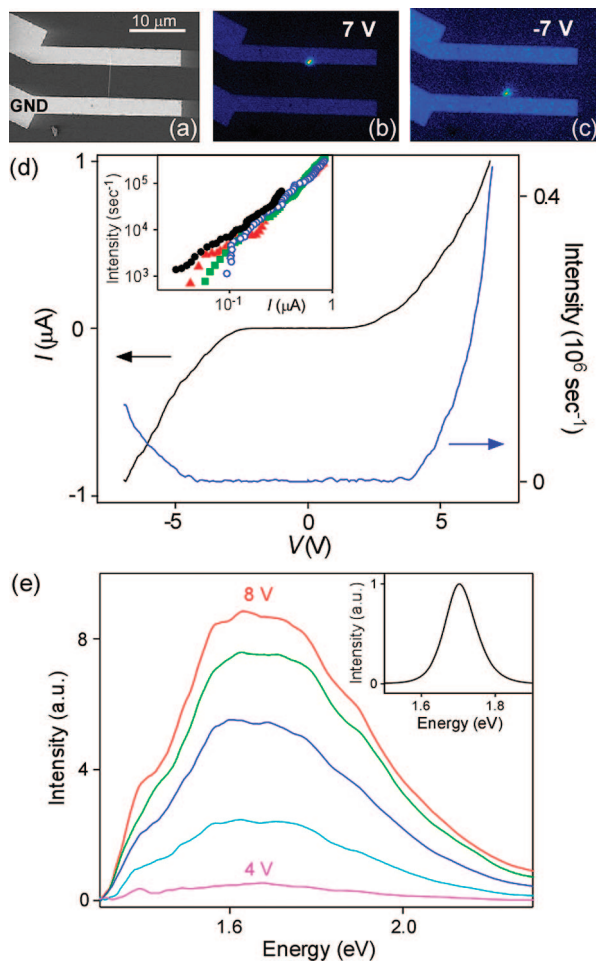 10 μm
GND
(a)
7 V
(b)
-7 V
(c)
(d)
1
0
-1
I (μA)
Intensity (sec⁻¹)
10⁵
10⁴
10³
10⁻¹
I (μA)
1
0.4
0
Intensity (10⁶ sec⁻¹)
-5
0
5
V(V)
(e)
8 V
4 V
8
4
0
Intensity (a.u.)
1
0
Intensity (a.u.)
1.6
1.8
Energy (eV)
1.6
2.0
Energy (eV)